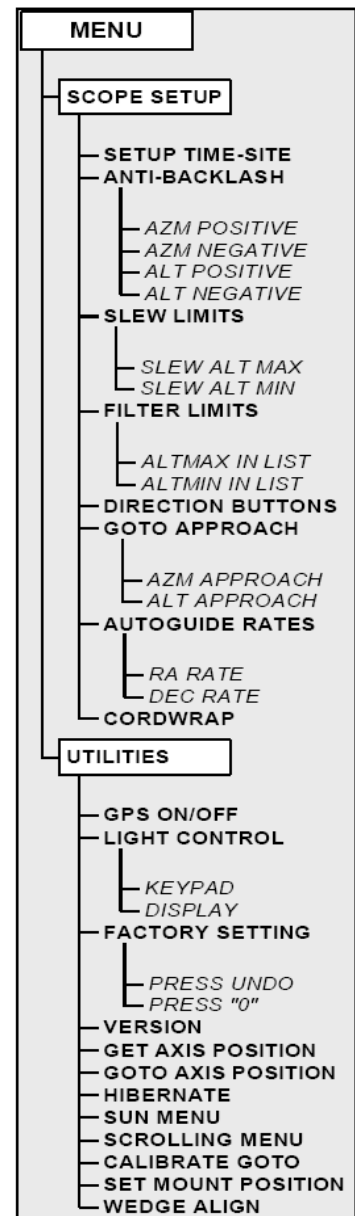 MENU
SCOPE SETUP
SETUP TIME-SITE
ANTI-BACKLASH
AZM POSITIVE
AZM NEGATIVE
ALT POSITIVE
ALT NEGATIVE
SLEW LIMITS
SLEW ALT MAX
SLEW ALT MIN
FILTER LIMITS
ALTMAX IN LIST
ALTMIN IN LIST
DIRECTION BUTTONS
GOTO APPROACH
AZM APPROACH
ALT APPROACH
AUTOGUIDE RATES
RA RATE
DEC RATE
CORDWRAP
UTILITIES
GPS ON/OFF
LIGHT CONTROL
KEYPAD
DISPLAY
FACTORY SETTING
PRESS UNDO
PRESS "0"
VERSION
GET AXIS POSITION
GOTO AXIS POSITION
HIBERNATE
SUN MENU
SCROLLING MENU
CALIBRATE GOTO
SET MOUNT POSITION
WEDGE ALIGN